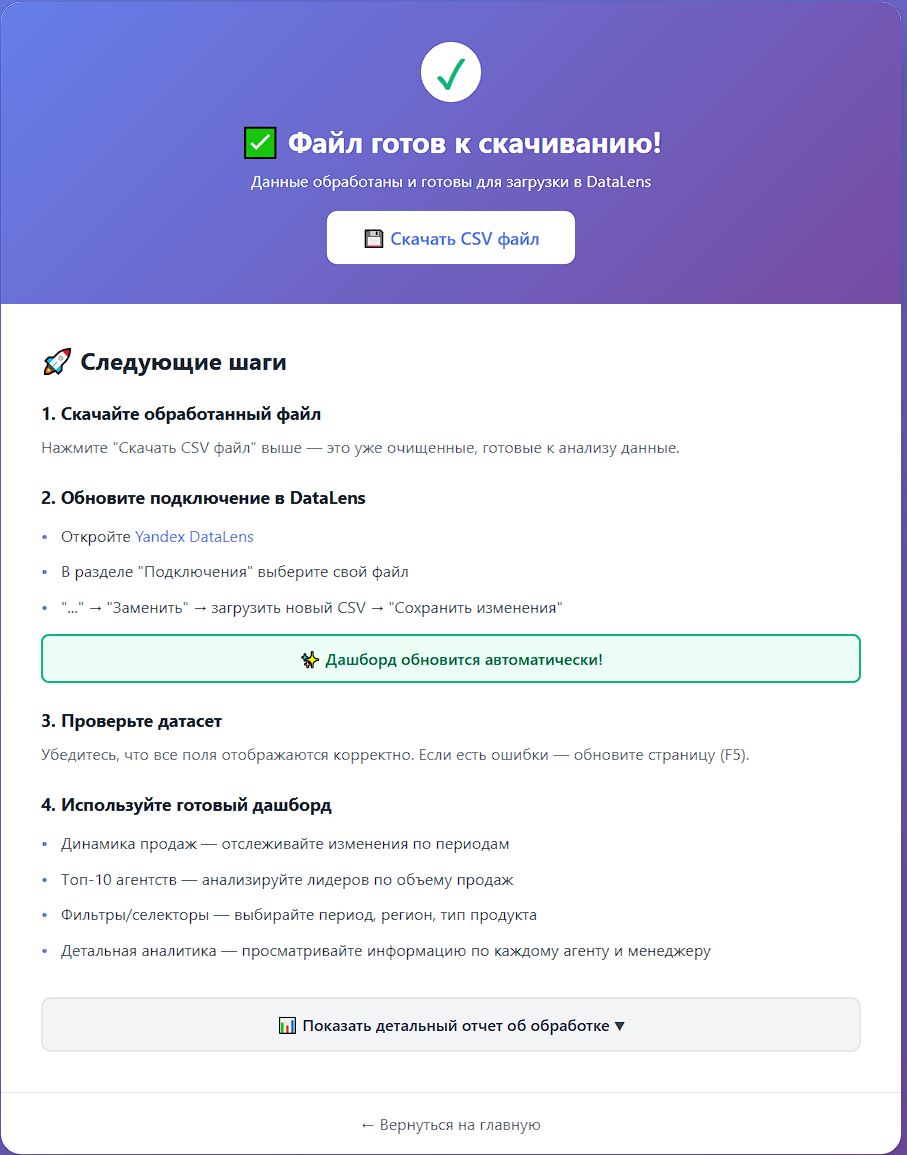 ✅ Файл готов к скачиванию!
Данные обработаны и готовы для загрузки в DataLens
💾 Скачать CSV файл
🚀 Следующие шаги
1. Скачайте обработанный файл
Нажмите "Скачать CSV файл" выше — это уже очищенные, готовые к анализу данные.
2. Обновите подключение в DataLens
• Откройте Yandex DataLens
• В разделе "Подключения" выберите свой файл
• "..." → "Заменить" → загрузить новый CSV → "Сохранить изменения"
✨ Дашборд обновится автоматически!
3. Проверьте датасет
Убедитесь, что все поля отображаются корректно. Если есть ошибки — обновите страницу (F5).
4. Используйте готовый дашборд
• Динамика продаж — отслеживайте изменения по периодам
• Топ-10 агентств — анализируйте лидеров по объему продаж
• Фильтры/селекторы — выбирайте период, регион, тип продукта
• Детальная аналитика — просматривайте информацию по каждому агенту и менеджеру
📊 Показать детальный отчет об обработке ▼
← Вернуться на главную